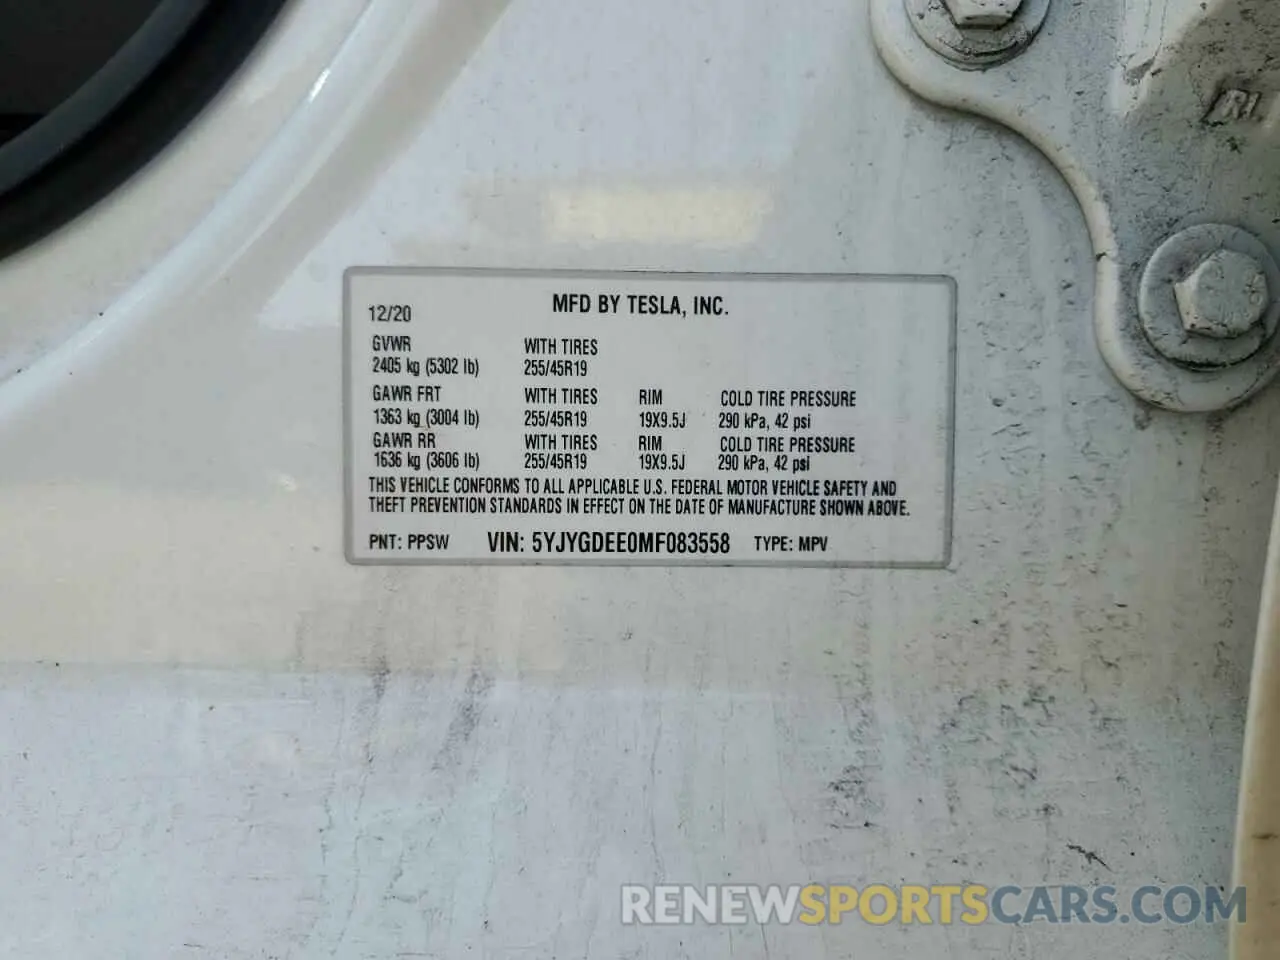 MFD BY TESLA, INC.
12/20
GVWR WITH TIRES
2405 kg (5302 lb) 255/45R19
GAWR FRT WITH TIRES RIM COLD TIRE PRESSURE
1363 kg (3004 lb) 255/45R19 19X9.5J 290 kPa, 42 psi
GAWR RR WITH TIRES RIM COLD TIRE PRESSURE
1636 kg (3606 lb) 255/45R19 19X9.5J 290 kPa, 42 psi
THIS VEHICLE CONFORMS TO ALL APPLICABLE U.S. FEDERAL MOTOR VEHICLE SAFETY AND
THEFT PREVENTION STANDARDS IN EFFECT ON THE DATE OF MANUFACTURE SHOWN ABOVE.
PNT: PPSW VIN: 5YJYGDEE0MF083558 TYPE: MPV
RENEWSPORTSCARS.COM